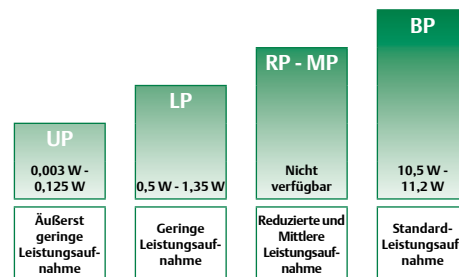 UP
0,003 W -
0,125 W
Äußerst
geringe
Leistungsauf-
nahme
LP
0,5 W - 1,35 W
Geringe
Leistungsauf-
nahme
RP - MP
Nicht
verfügbar
Reduzierte und
Mittlere
Leistungsauf-
nahme
BP
10,5 W -
11,2 W
Standard-
Leistungsauf
nahme